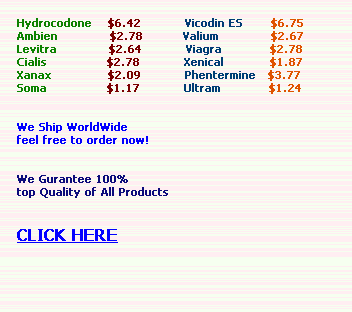 Hydrocodone $6.42 Vicodin ES $6.75
Ambien $2.78 Valium $2.67
Levitra $2.64 Viagra $2.78
Cialis $2.78 Xenical $1.87
Xanax $2.09 Phentermine $3.77
Soma $1.17 Ultram $1.24
We Ship WorldWide
feel free to order now!
We Gurantee 100%
top Quality of All Products
CLICK HERE